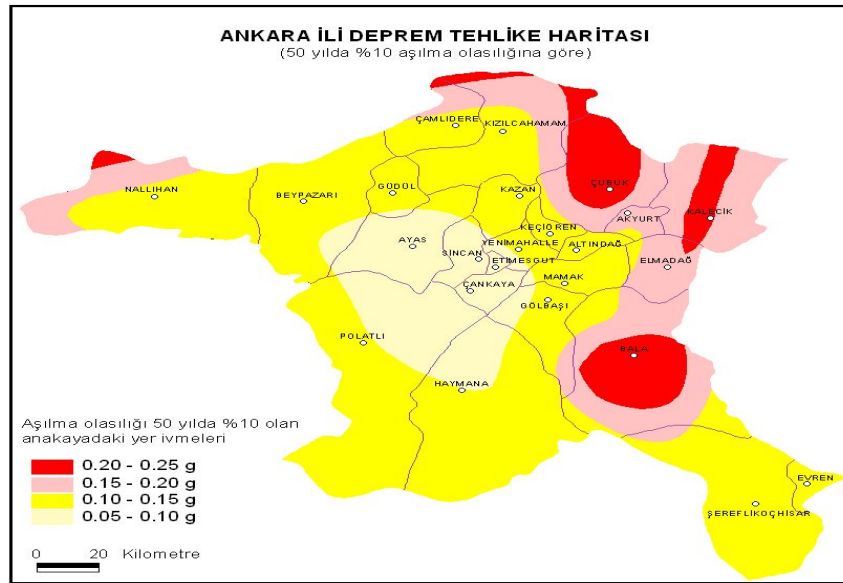 ANKARA İLİ DEPREM TEHLİKE HARİTASI
(50 yılda %10 aşılma olasılığına göre)
ÇAMLIDERE
KIZILCAHAMAM
NALLIHAN
BEYPAZARI
GÜDÜL
KAZAN
ÇUBUK
AKYURT
KALECİK
KEÇİÖREN
AYAS
SİNCAN
YENİMAHALLE
ALTINDAĞ
ETİMESGUT
ELMADAĞ
ÇANKAYA
MAMAK
GÖLBAŞI
POLATLI
BALA
HAYMANA
EVREN
ŞEREFLİKOÇHİSAR
Aşılma olasılığı 50 yılda %10 olan
anakayadaki yer ivmeleri
0.20 - 0.25 g
0.15 - 0.20 g
0.10 - 0.15 g
0.05 - 0.10 g
0 20 Kilometre